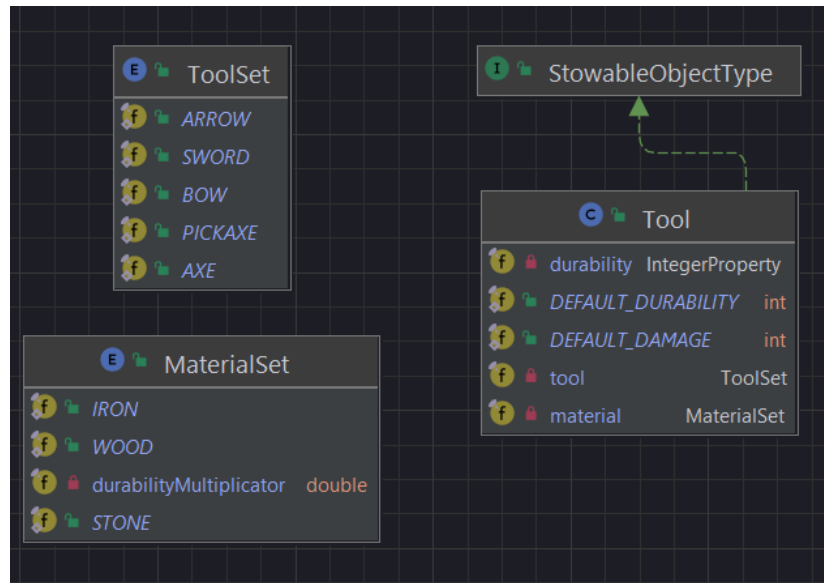 E ToolSet
f ARROW
f SWORD
f BOW
f PICKAXE
f AXE
I StowableObjectType
C Tool
f durability IntegerProperty
f DEFAULT_DURABILITY int
f DEFAULT_DAMAGE int
f tool ToolSet
f material MaterialSet
E MaterialSet
f IRON
f WOOD
f durabilityMultiplicator double
f STONE